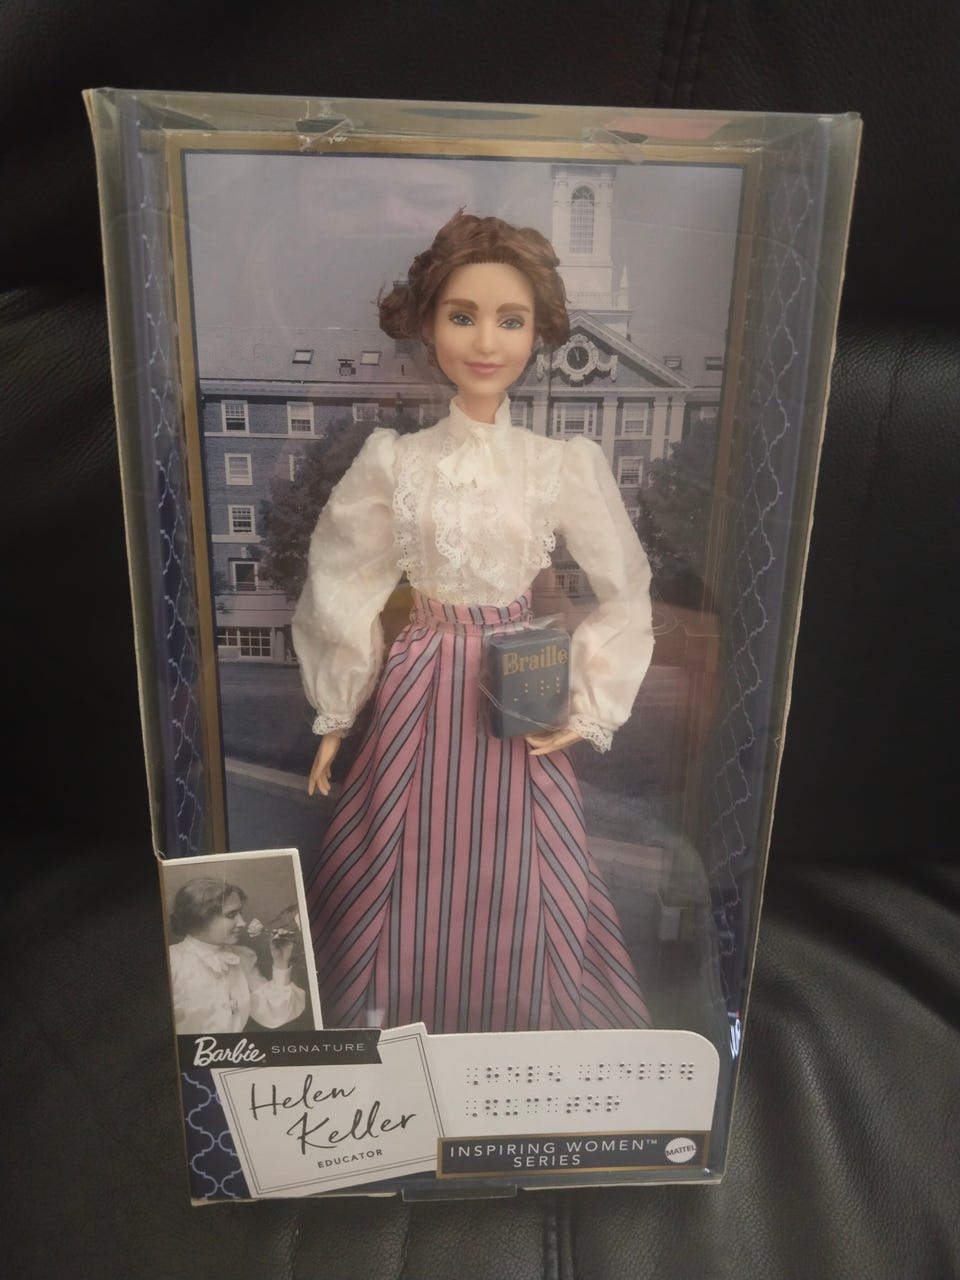 Braille
Barbie SIGNATURE
Helen
Keller
EDUCATOR
INSPIRING WOMEN™
SERIES
MATTEL